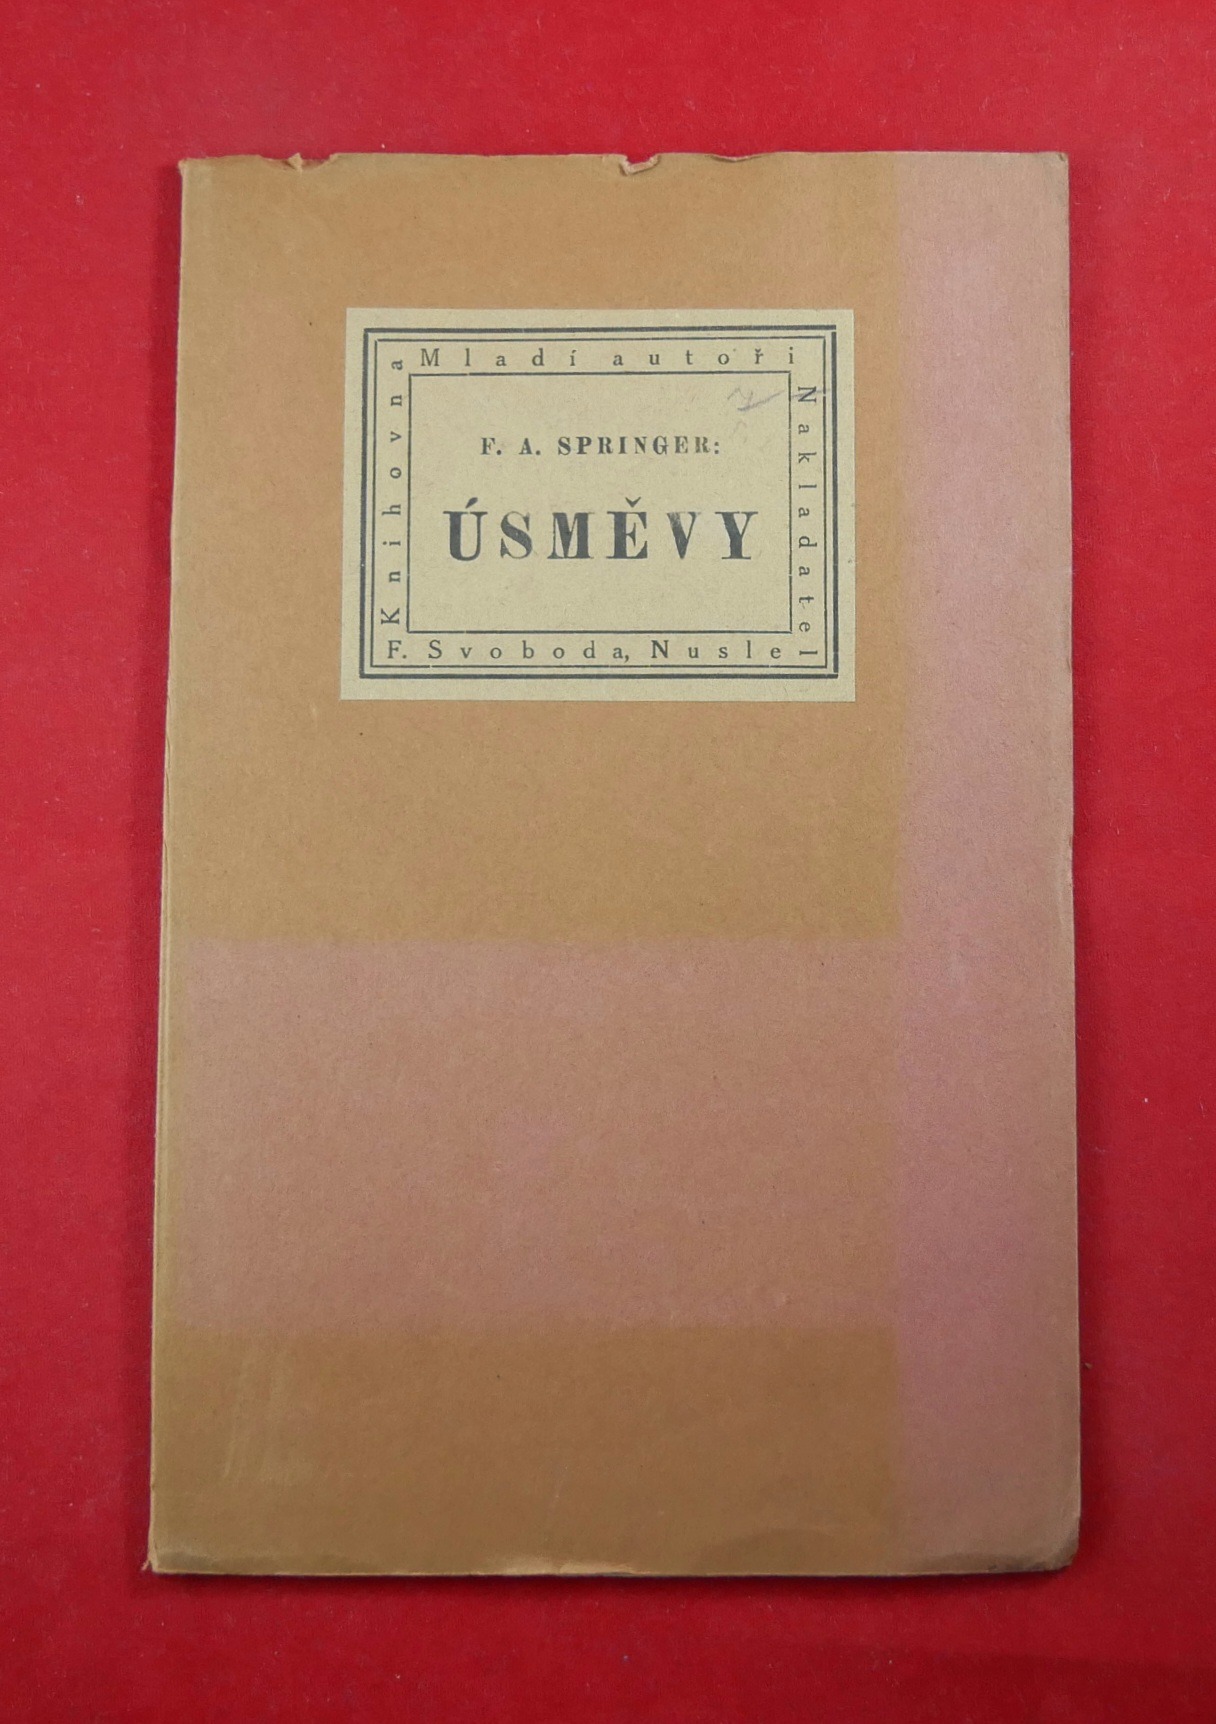 Knihovna
Mladí autoři
Nakladatel
F. Svoboda, Nusle
F. A. SPRINGER:
ÚSMĚVY